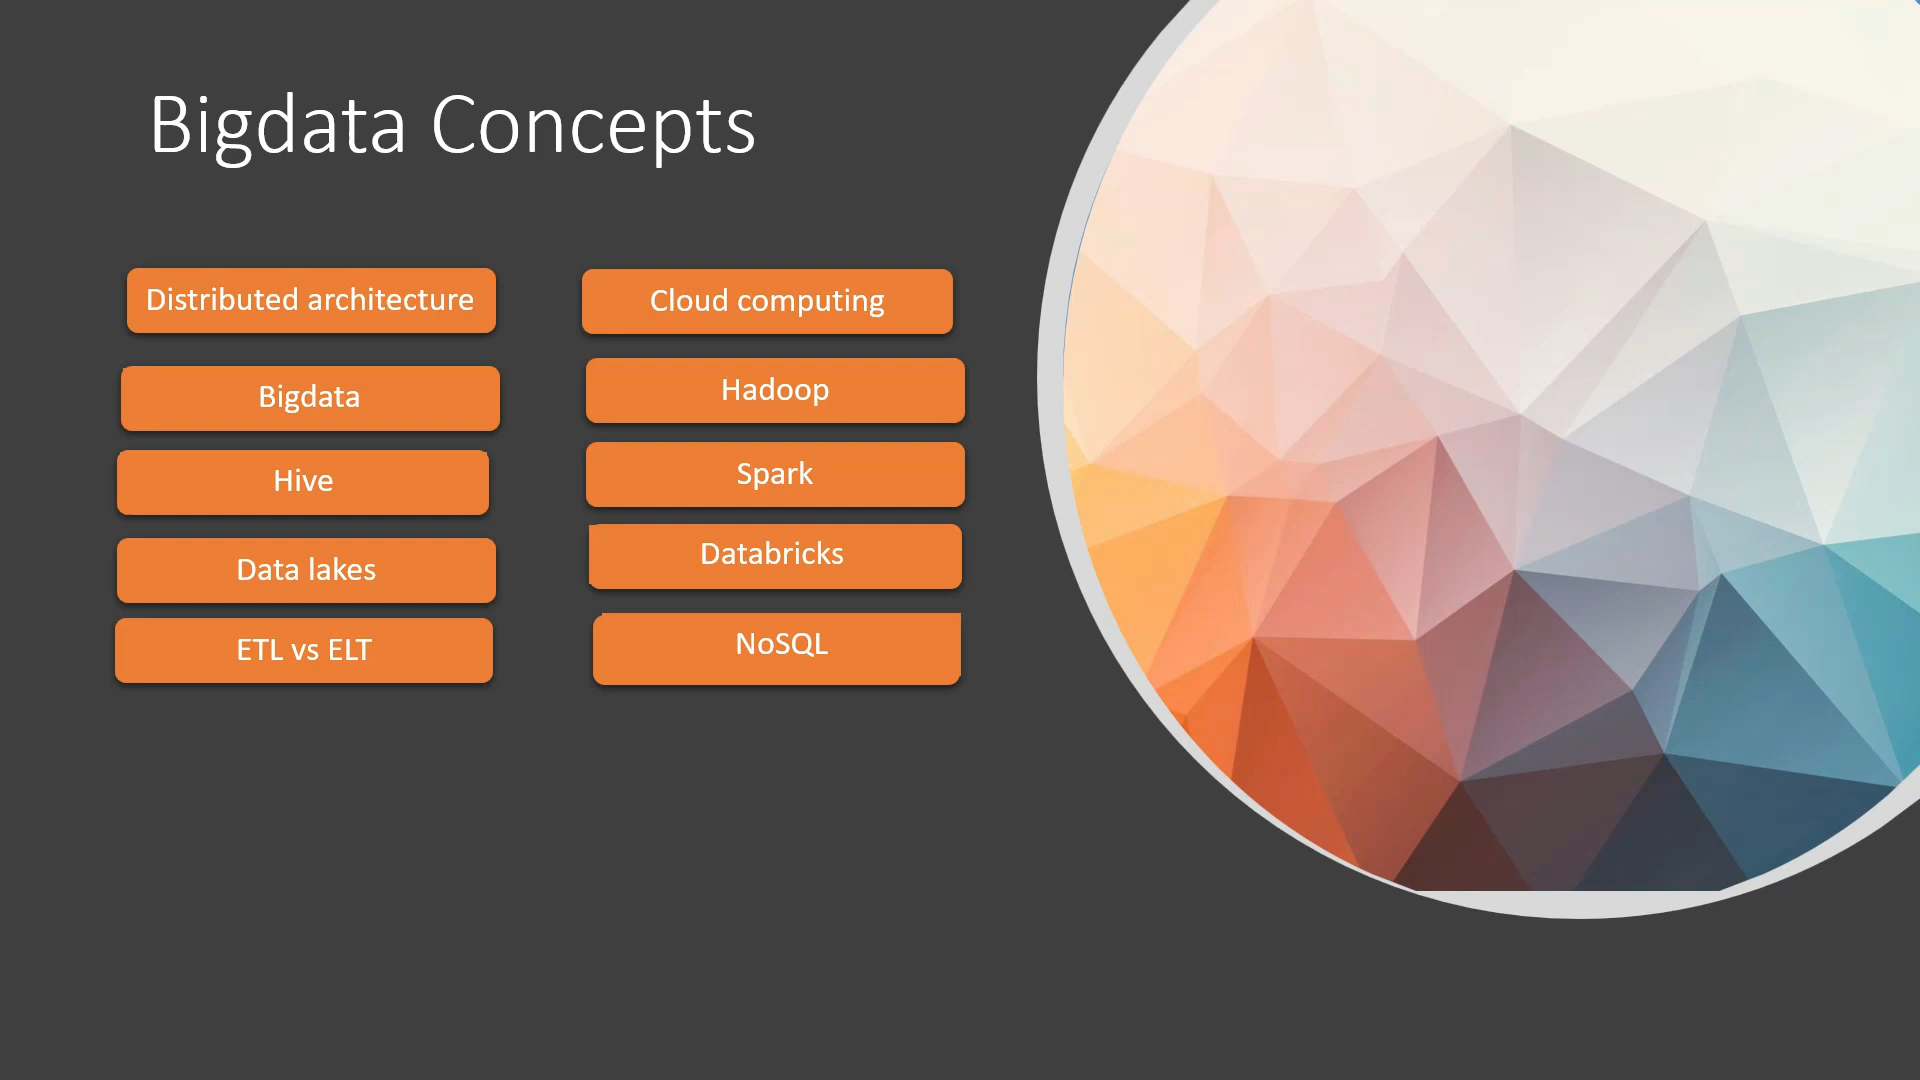 Bigdata Concepts
Distributed architecture
Cloud computing
Bigdata
Hadoop
Hive
Spark
Data lakes
Databricks
ETL vs ELT
NoSQL